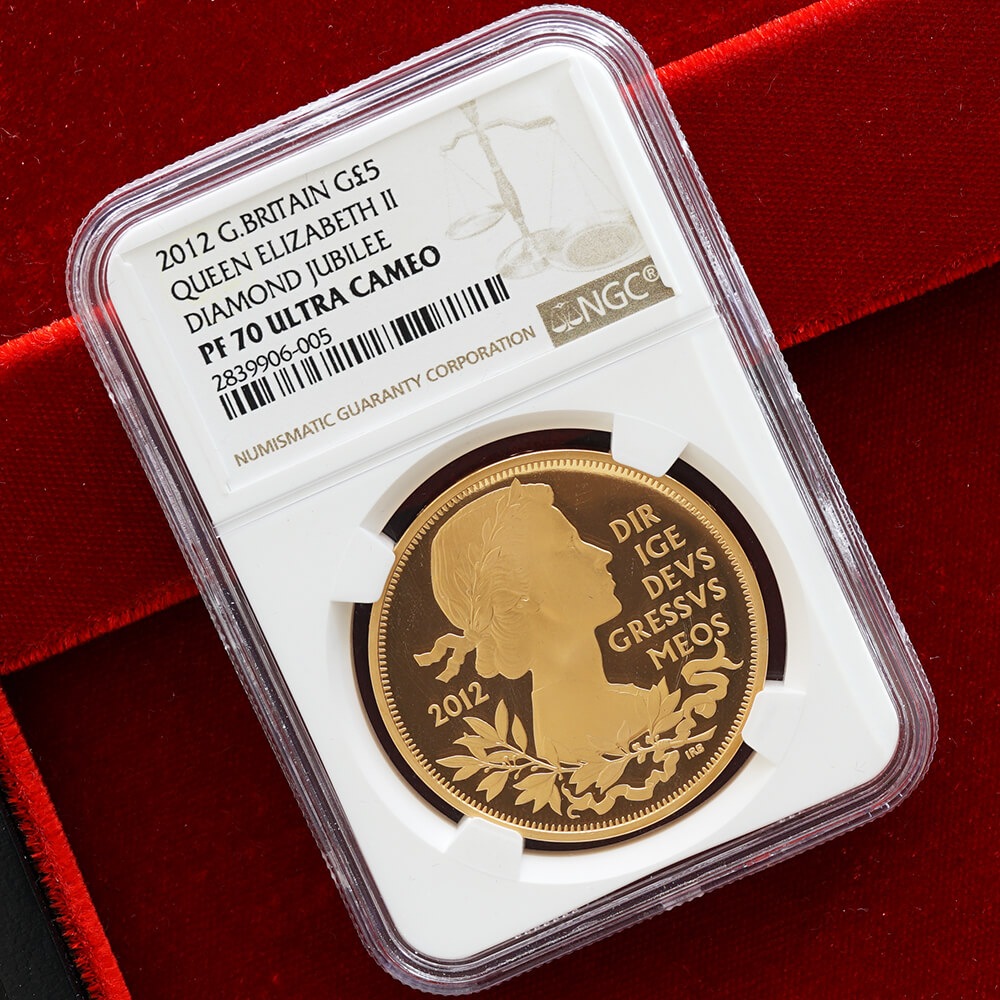 2012 G.BRITAIN G£5
QUEEN ELIZABETH II
DIAMOND JUBILEE
PF 70 ULTRA CAMEO
2839906-005
NGC®
NUMISMATIC GUARANTY CORPORATION
DIR
IGE
DEVS
GRESSVS
MEOS
2012
IRB